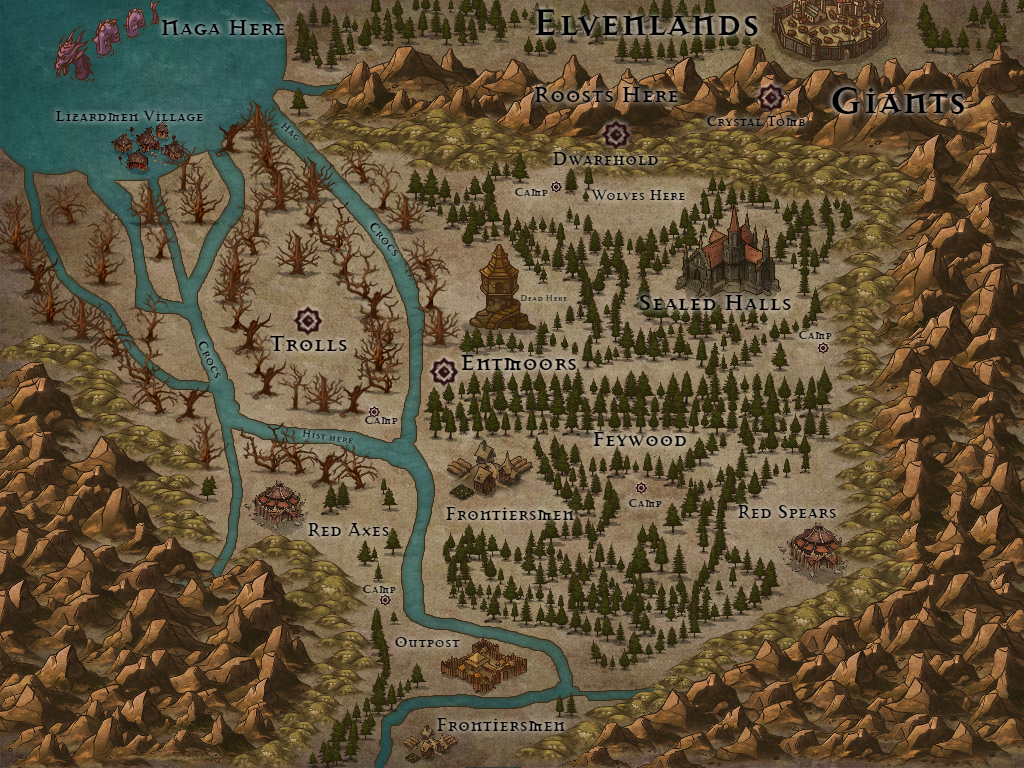 Elvenlands
Naga Here
Roosts Here
Giants
Lizardmen Village
Crystal Tomb
Hag
Dwarfhold
Camp
Wolves Here
Crocs
Dead Here
Sealed Halls
Trolls
Camp
Crocs
Entmoors
Camp
Hist here
Feywood
Camp
Red Axes
Frontiersmen
Red Spears
Camp
Outpost
Frontiersmen